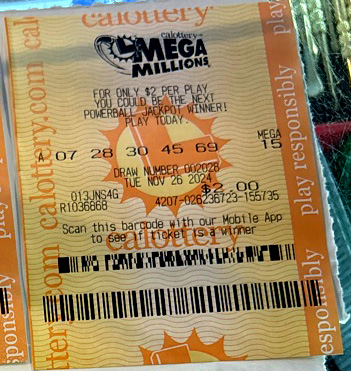 calottery
calottery
MEGA
MILLIONS
FOR ONLY $2 PER PLAY
YOU COULD BE THE NEXT
POWERBALL JACKPOT WINNER!
PLAY TODAY.
MEGA
A 07 28 30 45 69 15
DRAW NUMBER 002028
TUE NOV 26 2024
$2.00
013JNS4G
R1036868 4207-026236723-155735
Scan this barcode with our Mobile App
to see if ticket is a winner
calottery
calottery.com cal
play responsibly
play